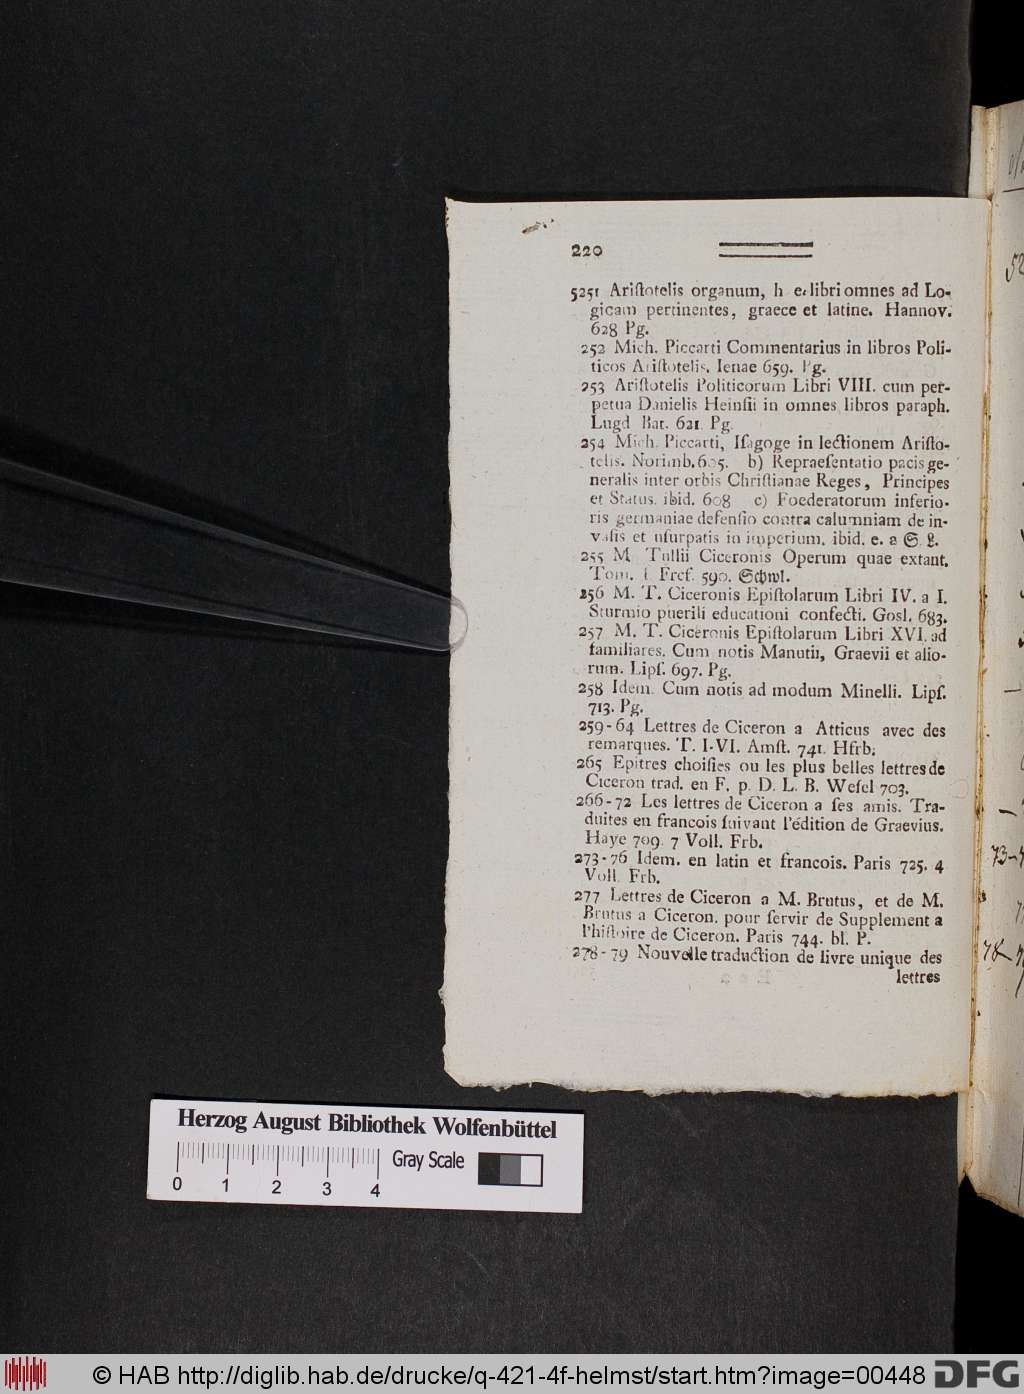 220
5251 Ariſtotelis organum, h e. libri omnes ad Lo-
gicam pertinentes, graece et latine. Hannov.
628 Pg.
252 Mich. Piccarti Commentarius in libros Poli-
ticos Ariſtotelis. Ienae 659. Pg.
253 Ariſtotelis Politicorum Libri VIII. cum per-
petua Danielis Heinſii in omnes libros paraph.
Lugd Bat. 621. Pg.
254 Mich. Piccarti, Iſagoge in lectionem Ariſto-
telis. Norimb. 605. b) Repraeſentatio pacis ge-
neralis inter orbis Chriſtianae Reges, Principes
et Status. ibid. 608 c) Foederatorum inferio-
ris germaniae defenſio contra calumniam de in-
vaſis et uſurpatis in imperium. ibid. e. a S. L.
255 M. Tullii Ciceronis Operum quae extant.
Tom. I. Fref. 590. Schwl.
256 M. T. Ciceronis Epiſtolarum Libri IV. a I.
Sturmio puerili educationi confecti. Goſl. 683.
257 M. T. Ciceronis Epiſtolarum Libri XVI. ad
familiares. Cum notis Manutii, Graevii et alio-
rum. Lipſ. 697. Pg.
258 Idem. Cum notis ad modum Minelli. Lipſ.
713. Pg.
259-64 Lettres de Ciceron a Atticus avec des
remarques. T. I-VI. Amſt. 741. Hfrb.
265 Epitres choiſies ou les plus belles lettres de
Ciceron trad. en F. p. D. L. B. Weſel 703.
266-72 Les lettres de Ciceron a ſes amis. Tra-
duites en francois ſuivant l'édition de Graevius.
Haye 709. 7 Voll. Frb.
273-76 Idem. en latin et francois. Paris 725. 4
Voll. Frb.
277 Lettres de Ciceron a M. Brutus, et de M.
Brutus a Ciceron. pour ſervir de Supplement a
l'hiſtoire de Ciceron. Paris 744. bl. P.
278-79 Nouvelle traduction de livre unique des
lettres
Herzog August Bibliothek Wolfenbüttel
0 1 2 3 4
Gray Scale
© HAB http://diglib.hab.de/drucke/q-421-4f-helmst/start.htm?image=00448
DFG